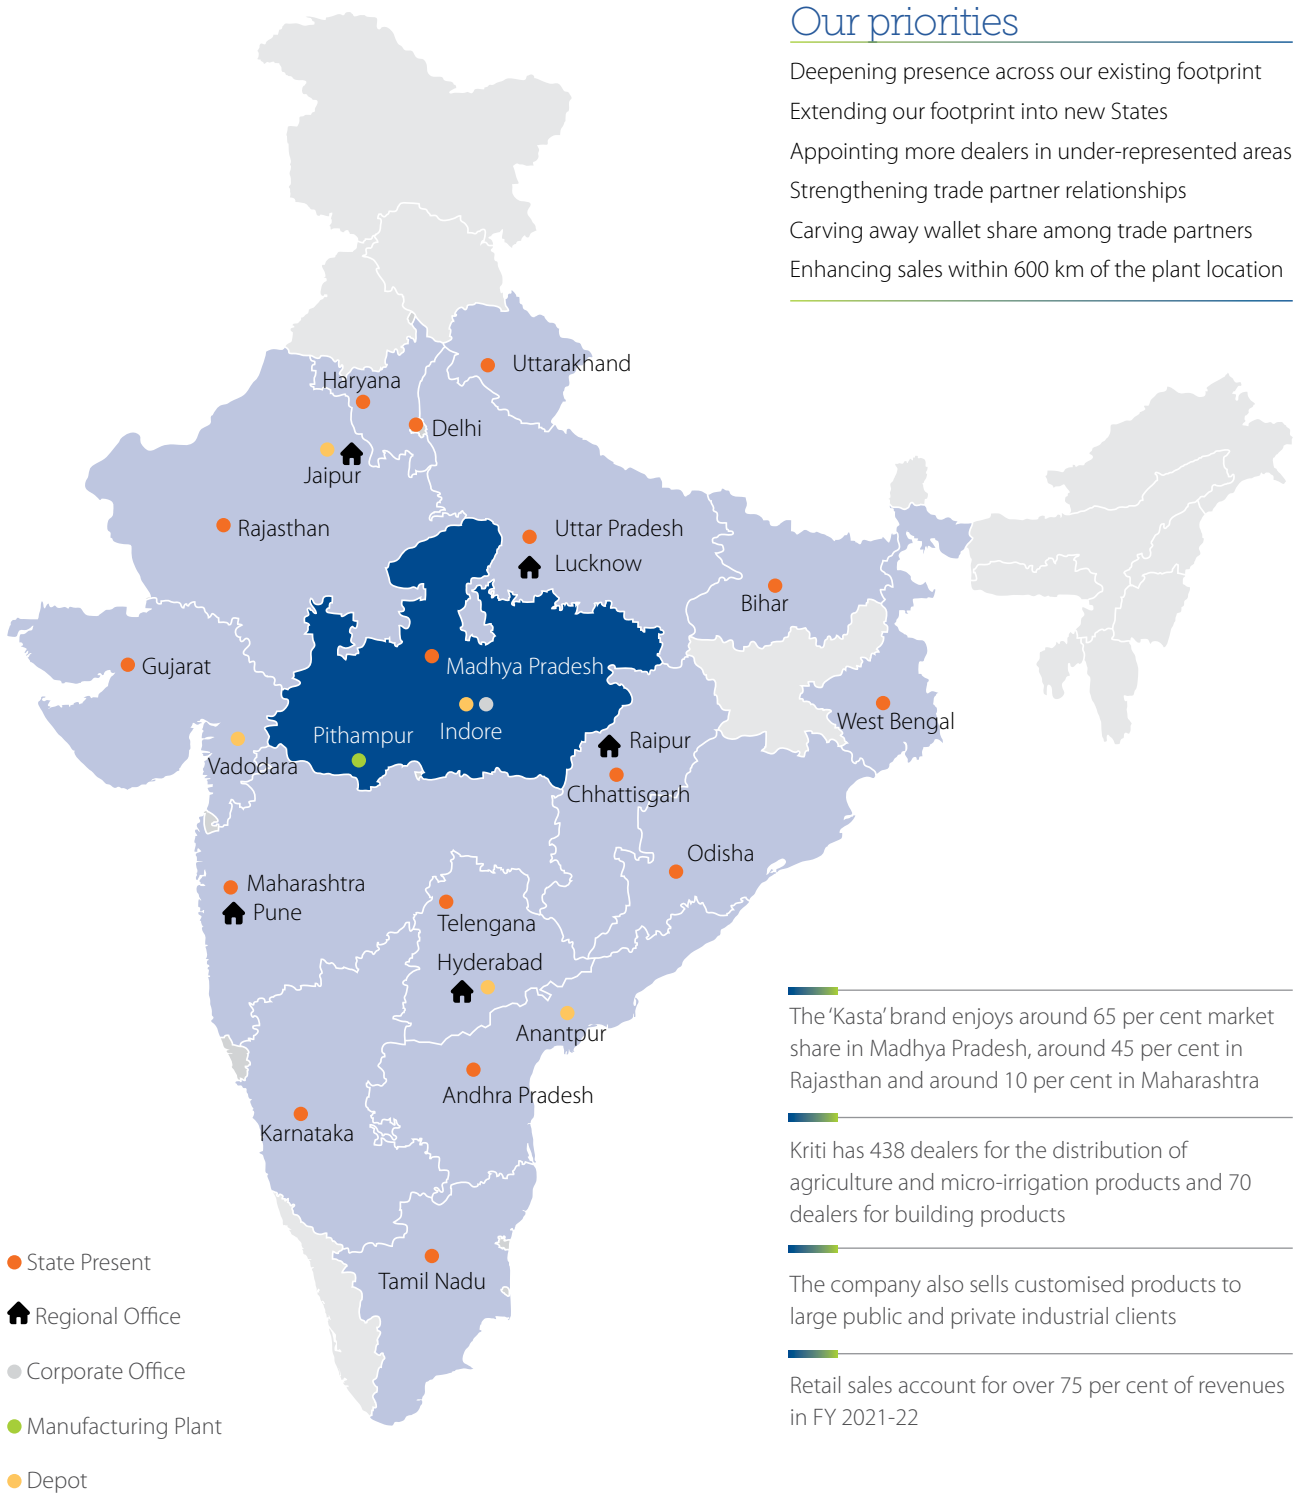 Our priorities
Deepening presence across our existing footprint
Extending our footprint into new States
Appointing more dealers in under-represented areas
Strengthening trade partner relationships
Carving away wallet share among trade partners
Enhancing sales within 600 km of the plant location
Uttarakhand
Haryana
Delhi
Jaipur
Rajasthan
Uttar Pradesh
Lucknow
Bihar
Gujarat
Madhya Pradesh
West Bengal
Pithampur
Indore
Raipur
Vadodara
Chhattisgarh
Odisha
Maharashtra
Pune
Telengana
Hyderabad
Anantpur
Andhra Pradesh
Karnataka
Tamil Nadu
The 'Kasta' brand enjoys around 65 per cent market
share in Madhya Pradesh, around 45 per cent in
Rajasthan and around 10 per cent in Maharashtra
Kriti has 438 dealers for the distribution of
agriculture and micro-irrigation products and 70
dealers for building products
The company also sells customised products to
large public and private industrial clients
Retail sales account for over 75 per cent of revenues
in FY 2021-22
State Present
Regional Office
Corporate Office
Manufacturing Plant
Depot